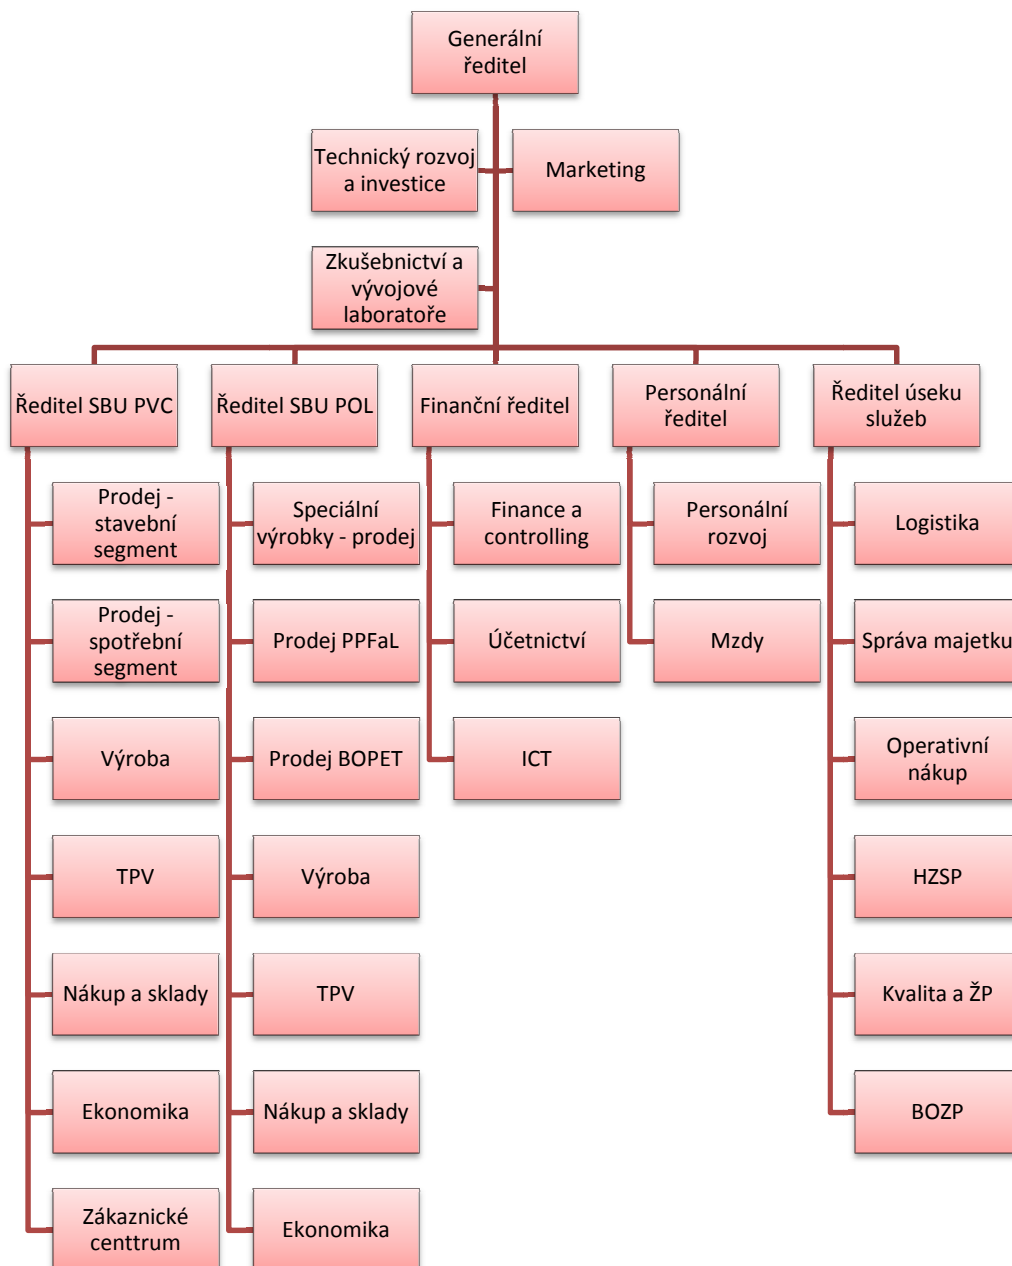 Generální
ředitel
Technický rozvoj
a investice
Marketing
Zkušebnictví a
vývojové
laboratoře
Ředitel SBU PVC
Ředitel SBU POL
Finanční ředitel
Personální
ředitel
Ředitel úseku
služeb
Prodej -
stavební
segment
Speciální
výrobky - prodej
Finance a
controlling
Personální
rozvoj
Logistika
Prodej -
spotřební
segment
Prodej PPFaL
Účetnictví
Mzdy
Správa majetku
Výroba
Prodej BOPET
ICT
Operativní
nákup
TPV
Výroba
HZSP
Nákup a sklady
TPV
Kvalita a ŽP
Ekonomika
Nákup a sklady
BOZP
Zákaznické
centtrum
Ekonomika